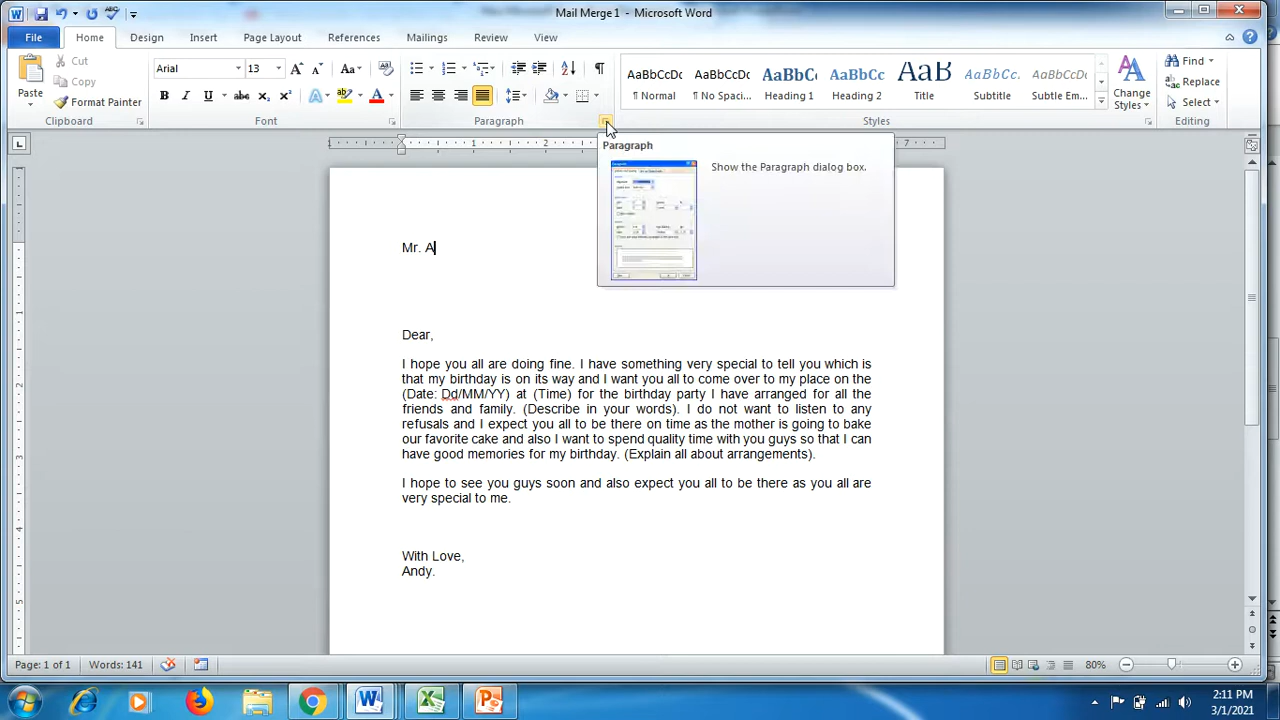 Mail Merge1 - Microsoft Word
File Home Design Insert Page Layout References Mailings Review View
Paste
Cut
Copy
Format Painter
Clipboard
Arial 13
Font
Paragraph
AaBbCcDc AaBbCcDc AaBbC AaBbCc AaB AaBbCc. AaBbCcDc
¶ Normal ¶ No Spaci... Heading 1 Heading 2 Title Subtitle Subtle Em...
Change
Styles
Styles
Find
Replace
Select
Editing
Paragraph
Show the Paragraph dialog box.
Mr. A
Dear,
I hope you all are doing fine. I have something very special to tell you which is
that my birthday is on its way and I want you all to come over to my place on the
(Date: Dd/MM/YY) at (Time) for the birthday party I have arranged for all the
friends and family. (Describe in your words). I do not want to listen to any
refusals and I expect you all to be there on time as the mother is going to bake
our favorite cake and also I want to spend quality time with you guys so that I can
have good memories for my birthday. (Explain all about arrangements).
I hope to see you guys soon and also expect you all to be there as you all are
very special to me.
With Love,
Andy.
Page: 1 of 1 Words: 141 80%
2:11 PM
3/1/2021